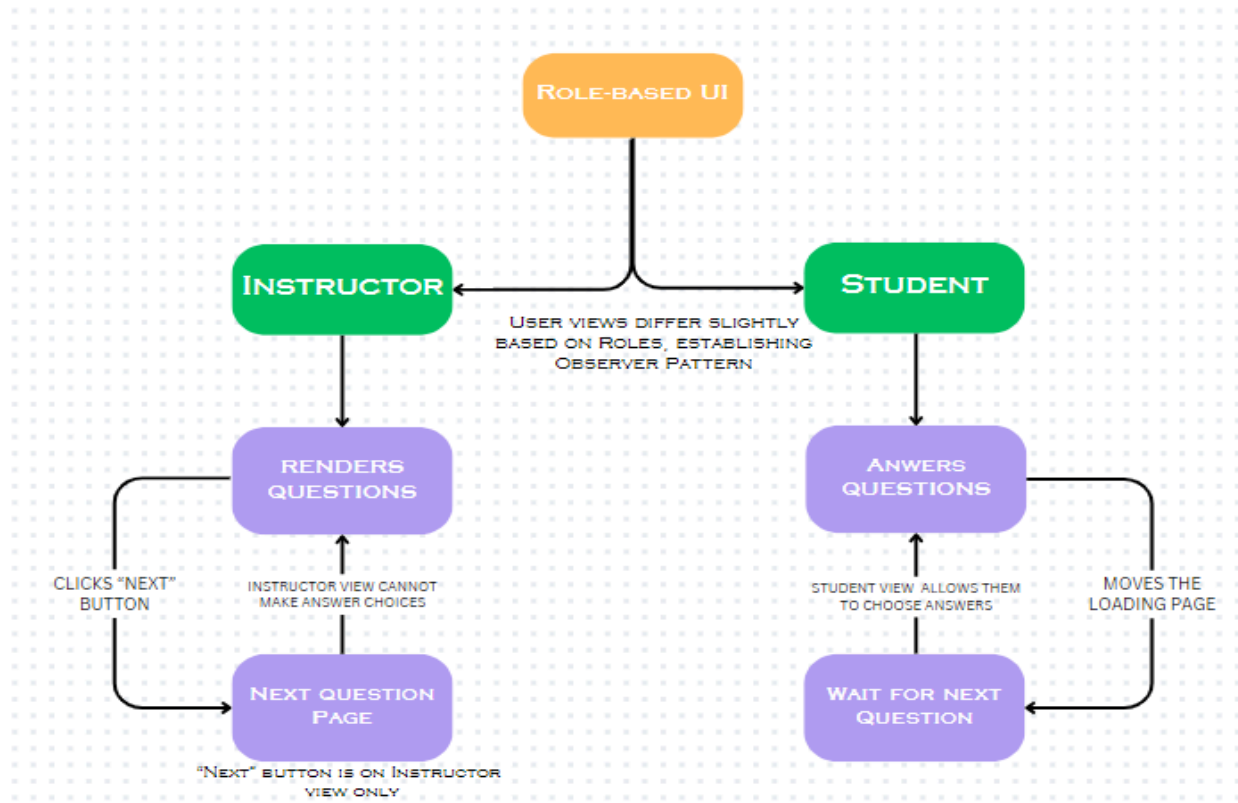 Role-based UI
Instructor
Student
User views differ slightly
based on Roles, establishing
Observer Pattern
RENDERS
QUESTIONS
Anwers
questions
CLICKS “NEXT”
BUTTON
INSTRUCTOR VIEW CANNOT
MAKE ANSWER CHOICES
STUDENT VIEW ALLOWS THEM
TO CHOOSE ANSWERS
MOVES THE
LOADING PAGE
Next question
Page
Wait for next
Question
“Next” button is on Instructor
view only